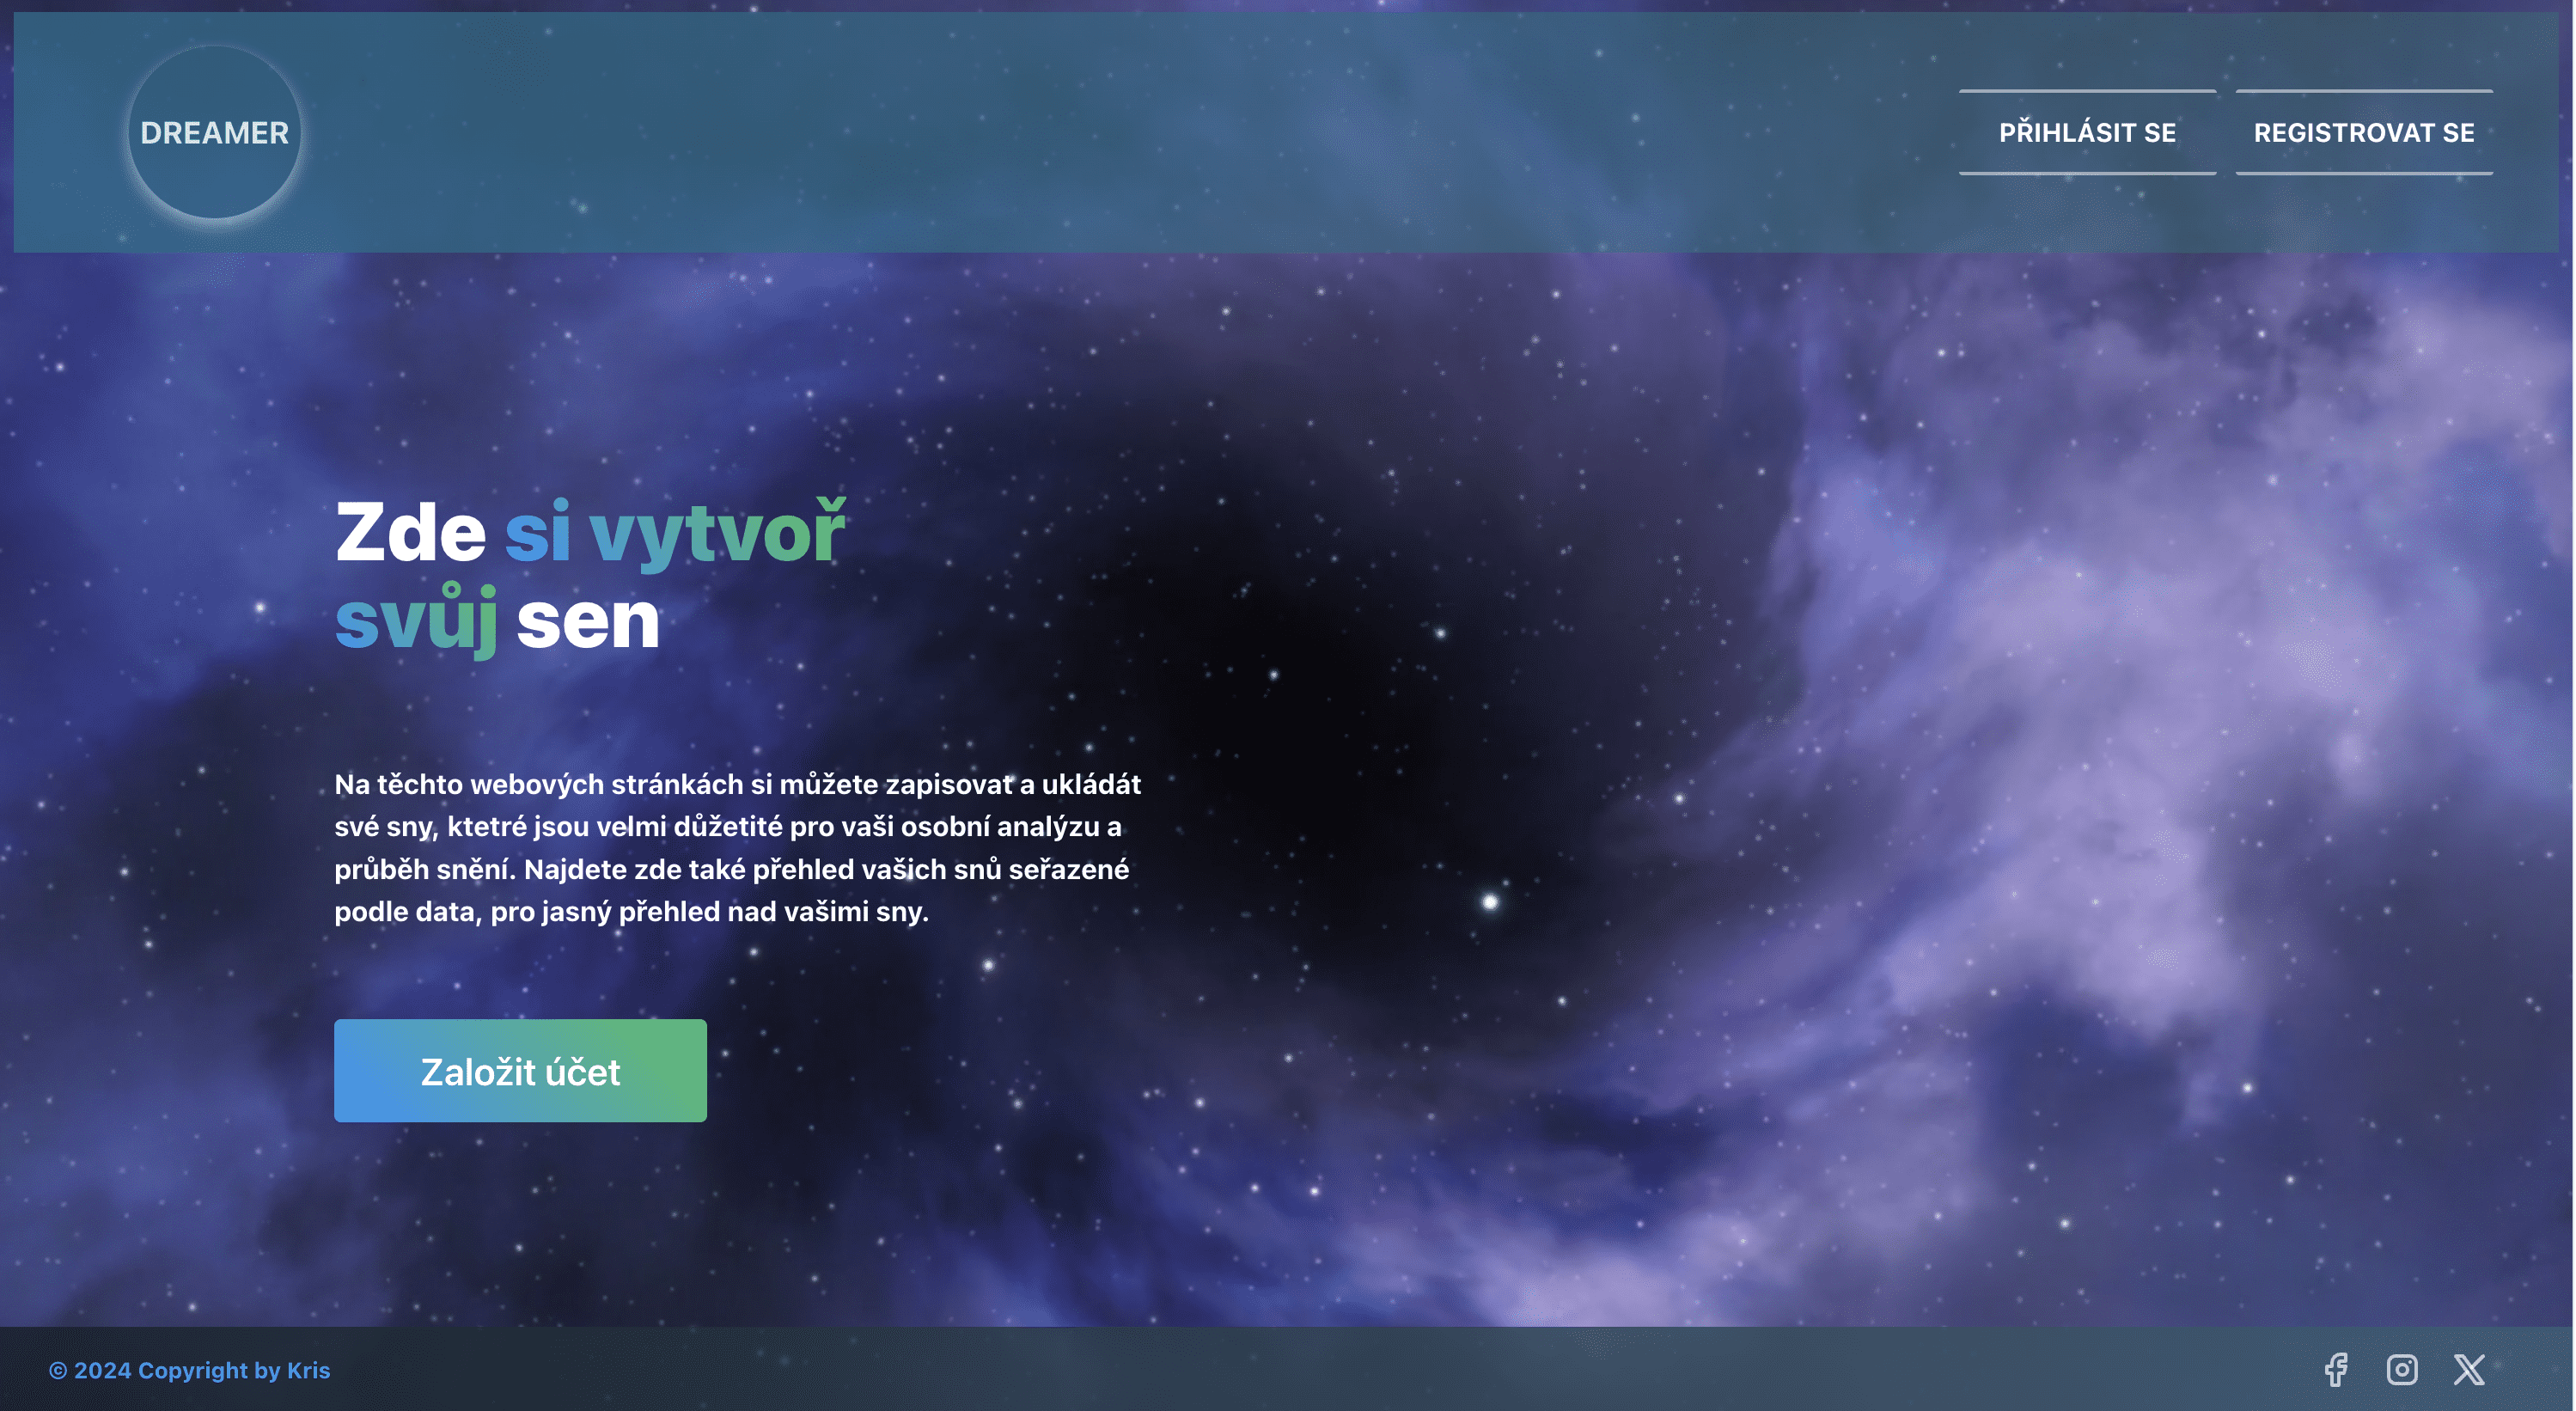 DREAMER
PŘIHLÁSIT SE
REGISTROVAT SE
Zde si vytvoř
svůj sen
Na těchto webových stránkách si můžete zapisovat a ukládát
své sny, ktetré jsou velmi důžetité pro vaši osobní analýzu a
průběh snění. Najdete zde také přehled vašich snů seřazené
podle data, pro jasný přehled nad vašimi sny.
Založit účet
© 2024 Copyright by Kris